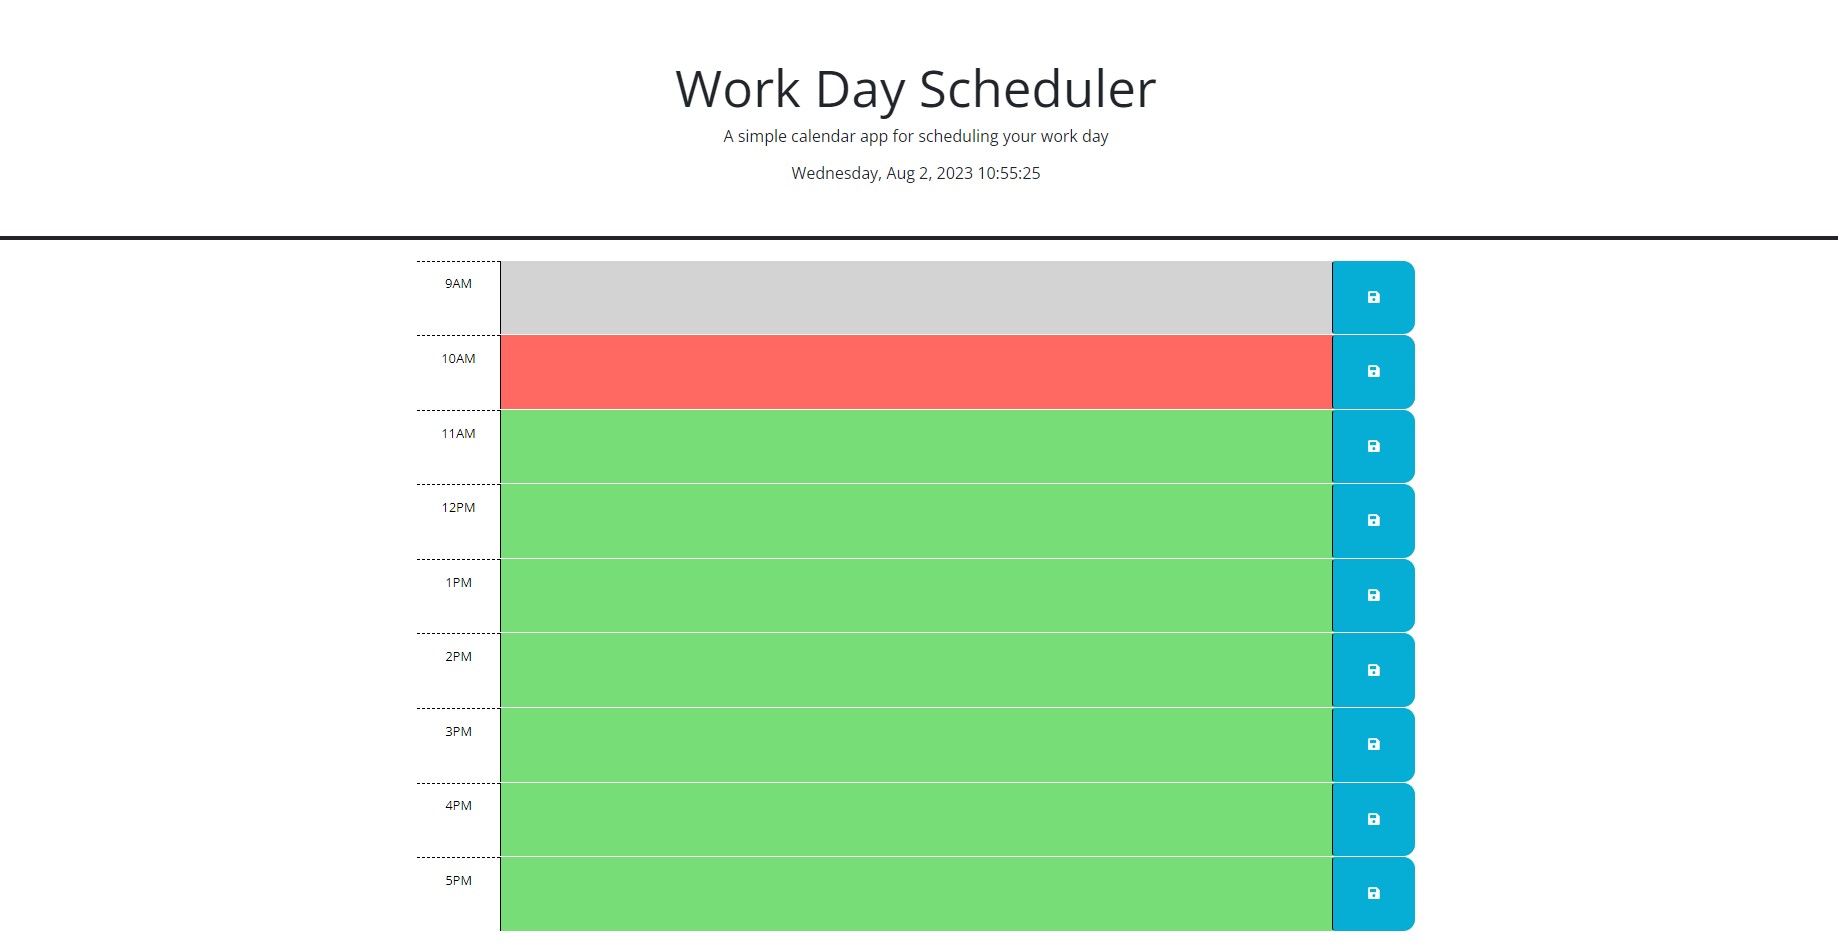 Work Day Scheduler
A simple calendar app for scheduling your work day
Wednesday, Aug 2, 2023 10:55:25
9AM
10AM
11AM
12PM
1PM
2PM
3PM
4PM
5PM